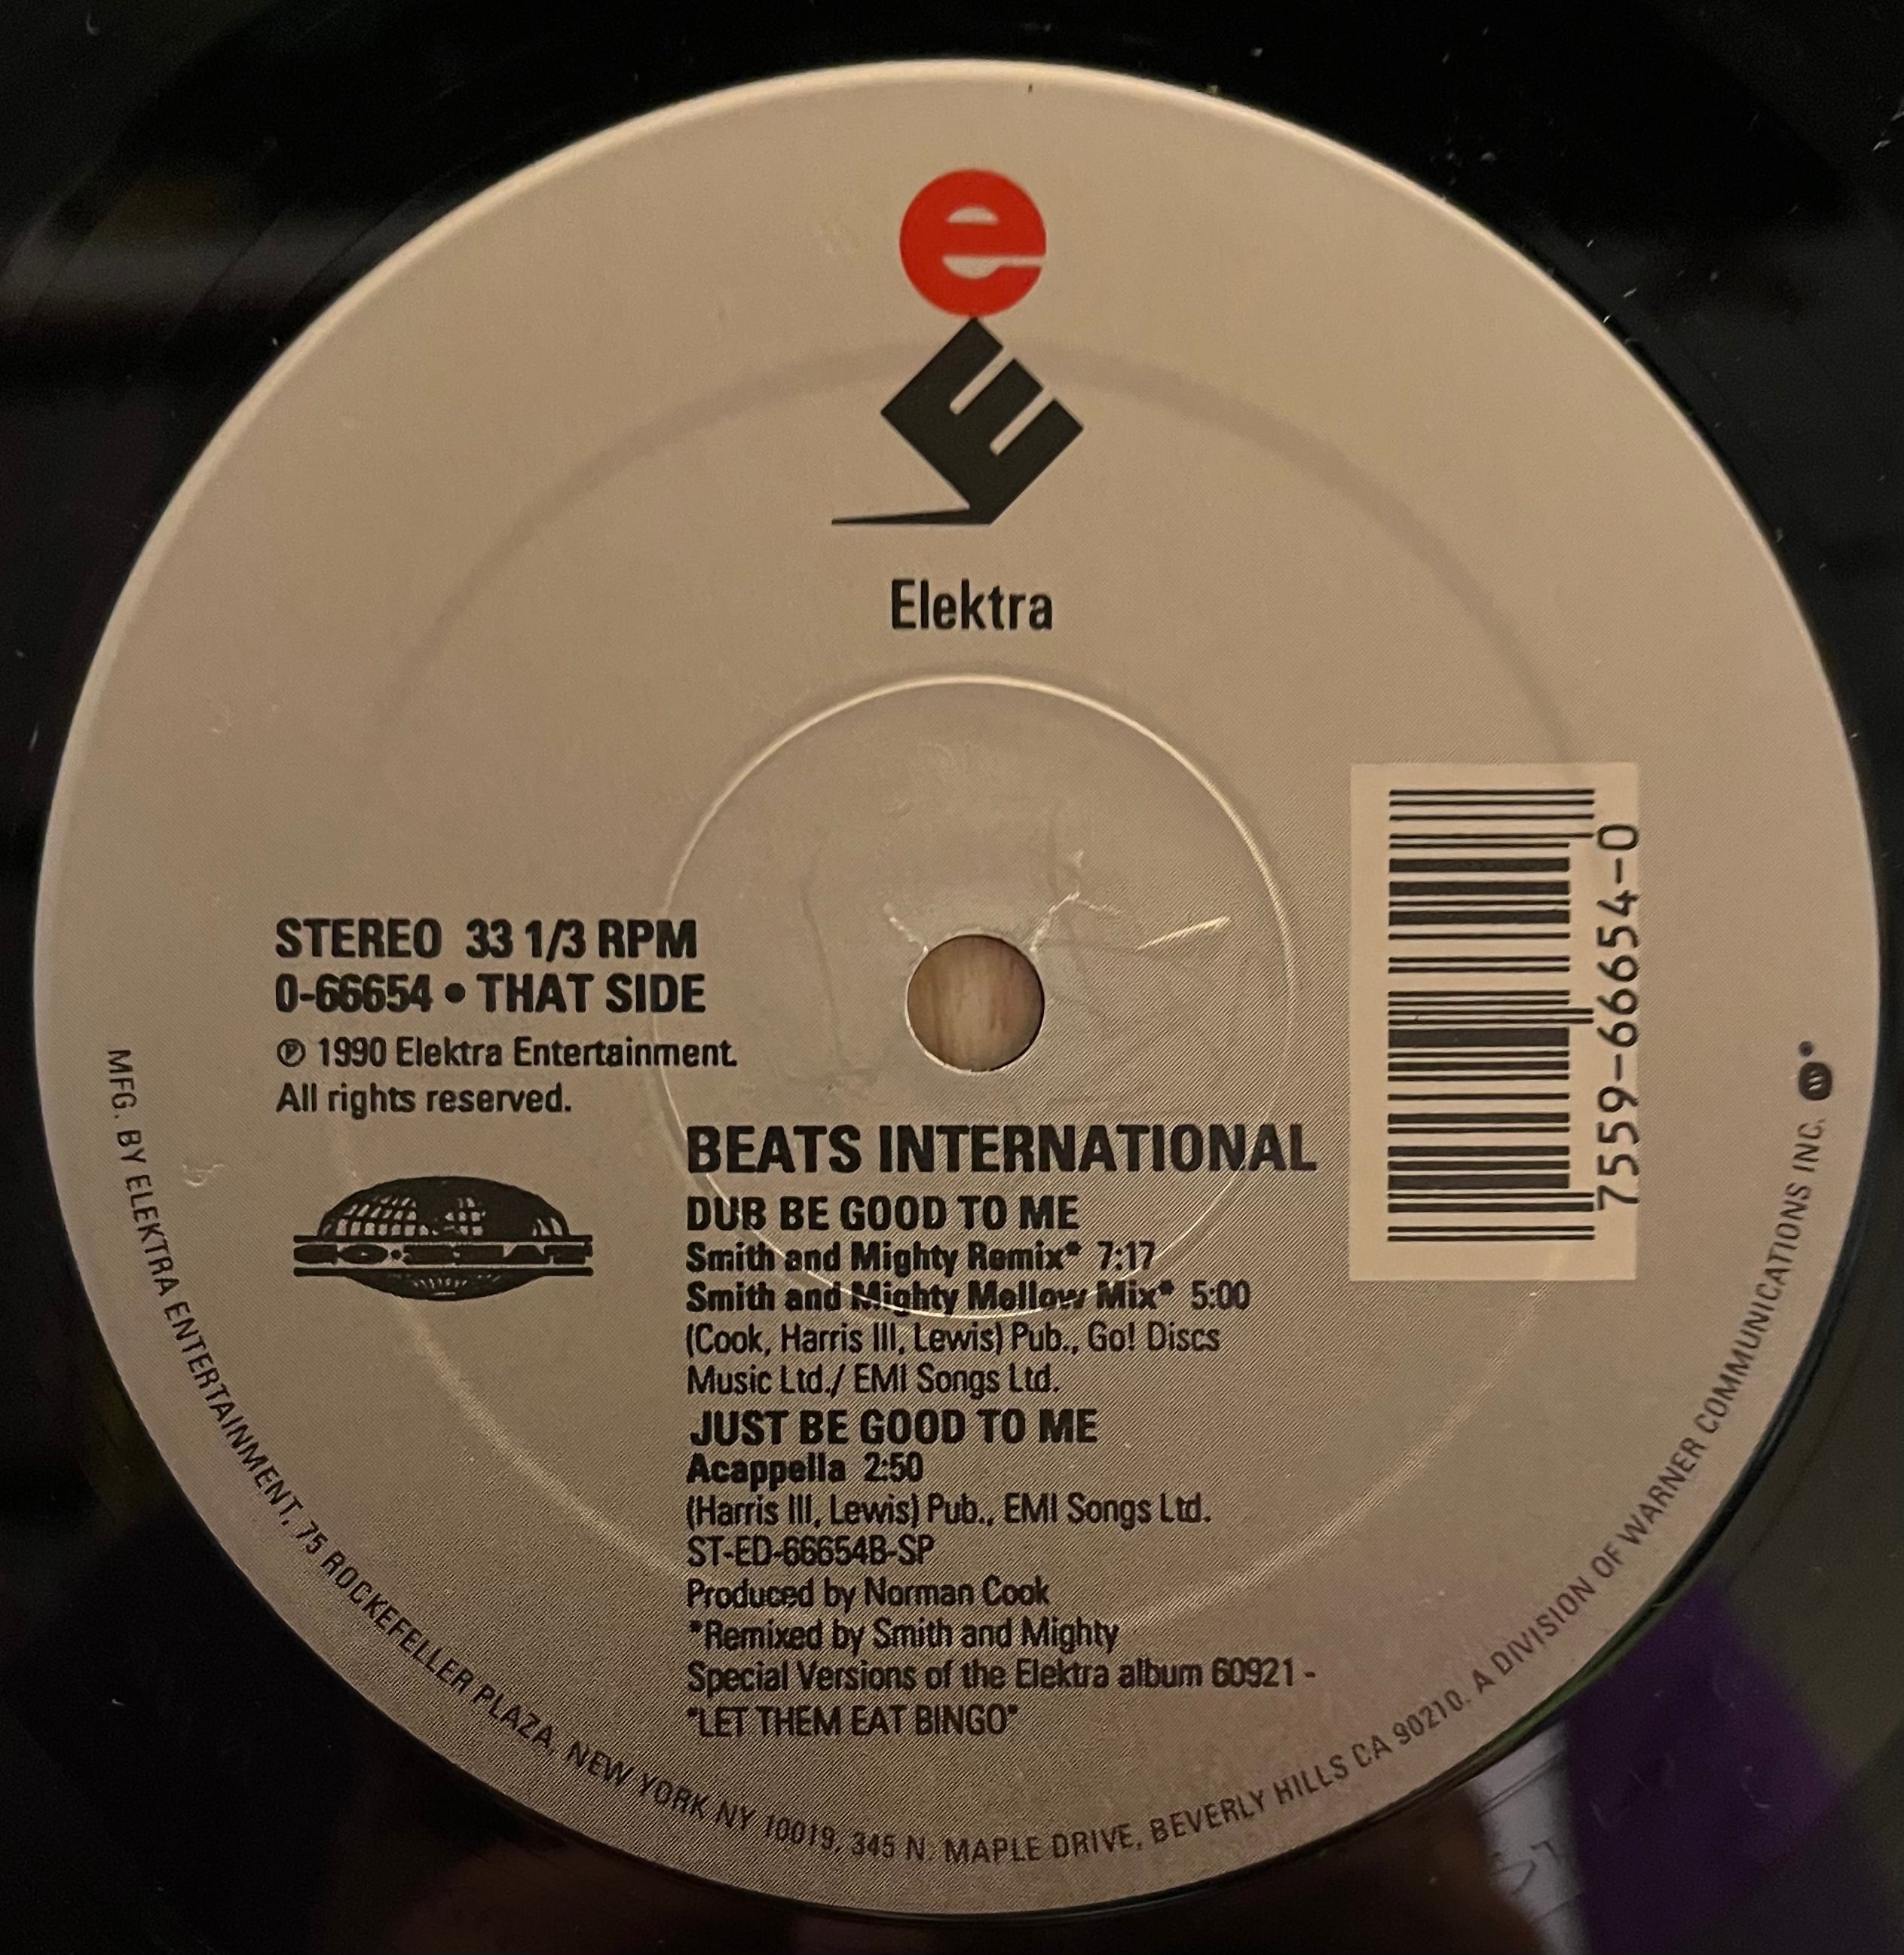 e
E
Elektra
STEREO 33 1/3 RPM
0-66654 • THAT SIDE
℗ 1990 Elektra Entertainment.
All rights reserved.
GO•BEATS
7559-66654-0
BEATS INTERNATIONAL
DUB BE GOOD TO ME
Smith and Mighty Remix* 7:17
Smith and Mighty Mellow Mix* 5:00
(Cook, Harris III, Lewis) Pub., Go! Discs
Music Ltd./ EMI Songs Ltd.
JUST BE GOOD TO ME
Acappella 2:50
(Harris III, Lewis) Pub., EMI Songs Ltd.
ST-ED-66654B-SP
Produced by Norman Cook
*Remixed by Smith and Mighty
Special Versions of the Elektra album 60921 -
"LET THEM EAT BINGO"
MFG. BY ELEKTRA ENTERTAINMENT, 75 ROCKEFELLER PLAZA, NEW YORK NY 10019, 345 N. MAPLE DRIVE, BEVERLY HILLS CA 90210. A DIVISION OF WARNER COMMUNICATIONS INC.